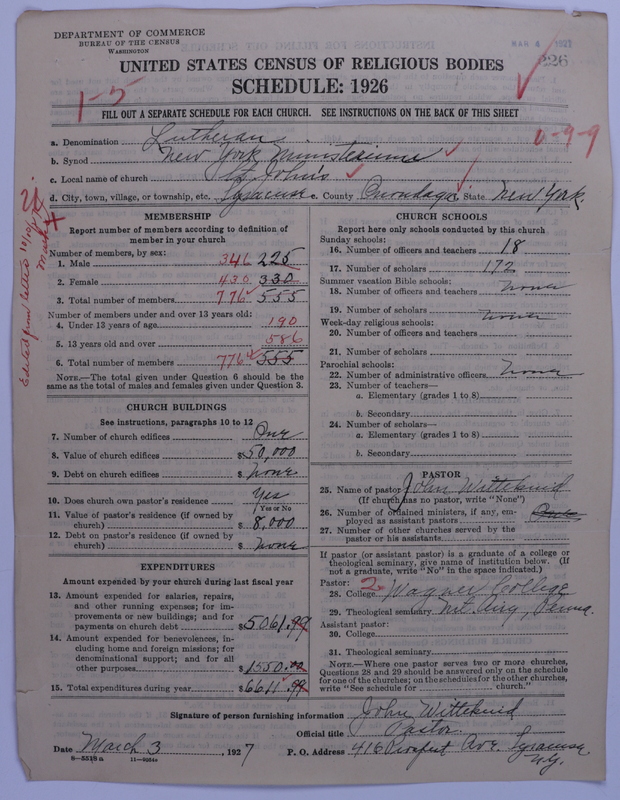 DEPARTMENT OF COMMERCE
BUREAU OF THE CENSUS
WASHINGTON
MAR 4 1927
226
UNITED STATES CENSUS OF RELIGIOUS BODIES
SCHEDULE: 1926
1-5
FILL OUT A SEPARATE SCHEDULE FOR EACH CHURCH. SEE INSTRUCTIONS ON THE BACK OF THIS SHEET
0-9-9
a. Denomination Lutheran
b. Synod New York Ministerium
c. Local name of church St John's
d. City, town, village, or township, etc. Syracuse e. County Onondaga State New York.
MEMBERSHIP
Report number of members according to definition of
member in your church
Number of members, by sex:
1. Male 346 225
2. Female 430 330
3. Total number of members 776 555
Number of members under and over 13 years old:
4. Under 13 years of age 190
5. 13 years old and over 586
6. Total number of members 776 555
NOTE.—The total given under Question 6 should be the
same as the total of males and females given under Question 3.
CHURCH BUILDINGS
See instructions, paragraphs 10 to 12
7. Number of church edifices One
8. Value of church edifices $50,000
9. Debt on church edifices $ none
10. Does church own pastor's residence Yes
Yes or No
11. Value of pastor's residence (if owned by
church) $ 8,000
12. Debt on pastor's residence (if owned by
church) $ none
EXPENDITURES
Amount expended by your church during last fiscal year
13. Amount expended for salaries, repairs,
and other running expenses; for im-
provements or new buildings; and for
payments on church debt $5061.99
14. Amount expended for benevolences, in-
cluding home and foreign missions; for
denominational support; and for all
other purposes $1550.00
15. Total expenditures during year $6611.99
CHURCH SCHOOLS
Report here only schools conducted by this church
Sunday schools:
16. Number of officers and teachers 18
17. Number of scholars 172
Summer vacation Bible schools:
18. Number of officers and teachers none
19. Number of scholars none
Week-day religious schools:
20. Number of officers and teachers
21. Number of scholars
Parochial schools:
22. Number of administrative officers none
23. Number of teachers—
a. Elementary (grades 1 to 8)
b. Secondary
24. Number of scholars—
a. Elementary (grades 1 to 8)
b. Secondary
PASTOR
25. Name of pastor John Wittekind
(If church has no pastor, write "None")
26. Number of ordained ministers, if any, em-
ployed as assistant pastors
27. Number of other churches served by the
pastor or his assistants
If pastor (or assistant pastor) is a graduate of a college or
theological seminary, give name of institution below. (If
not a graduate, write "No" in the space indicated.)
Pastor: 2
28. College Wagner College
29. Theological seminary Mt. Airy, Penna.
Assistant pastor:
30. College
31. Theological seminary
NOTE.—Where one pastor serves two or more churches,
Questions 28 and 29 should be answered only on the schedule
for one of the churches; on the schedules for the other churches,
write "See schedule for church."
Signature of person furnishing information John Wittekind
Official title Pastor
Date March 3, 1927
P. O. Address 416 Prospect Ave. Syracuse
N.Y.
8-5518a 11-9254a